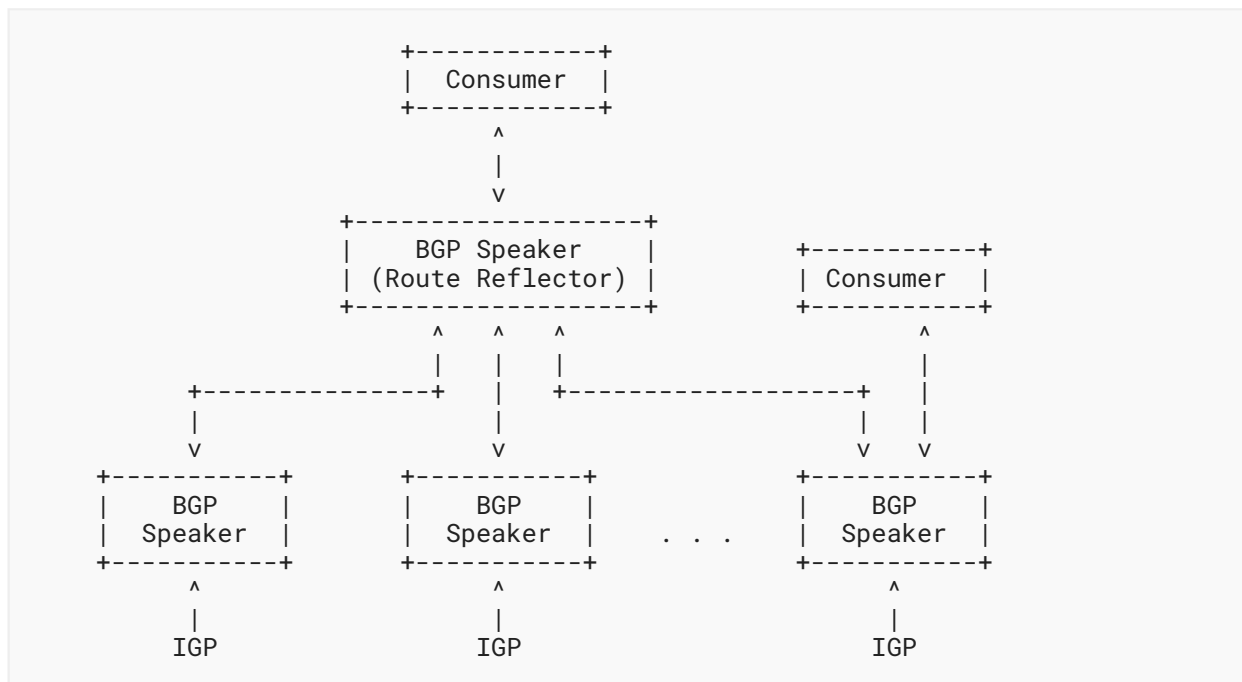 Consumer
BGP Speaker
(Route Reflector)
Consumer
BGP
Speaker
BGP
Speaker
. . .
BGP
Speaker
IGP
IGP
IGP